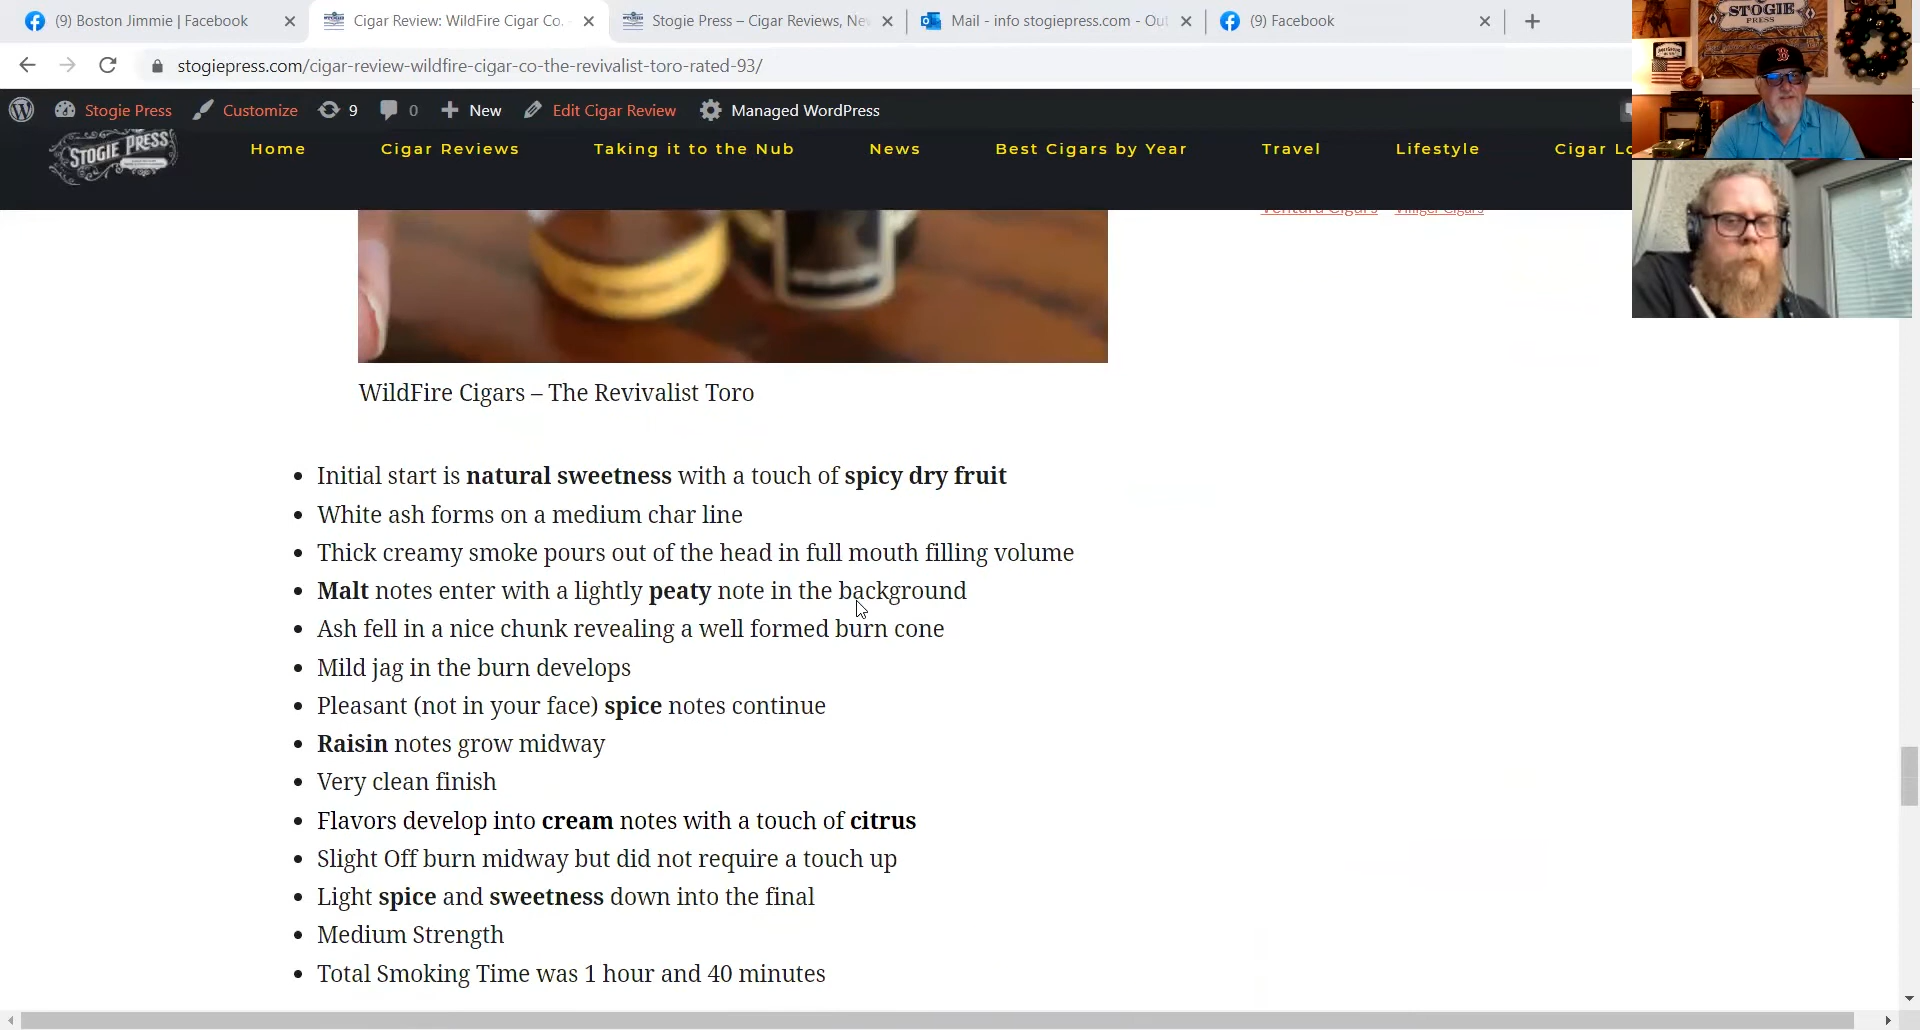 (9) Boston Jimmie | Facebook
Cigar Review: WildFire Cigar Co.
Stogie Press – Cigar Reviews, Ne
Mail - info stogiepress.com - Out
(9) Facebook
stogiepress.com/cigar-review-wildfire-cigar-co-the-revivalist-toro-rated-93/
Stogie Press
Customize
9
0
New
Edit Cigar Review
Managed WordPress
STOGIE PRESS
Home
Cigar Reviews
Taking it to the Nub
News
Best Cigars by Year
Travel
Lifestyle
Cigar Lo
STOGIE
PRESS
B
Ventura Cigars Villiger Cigars
WildFire Cigars – The Revivalist Toro
• Initial start is natural sweetness with a touch of spicy dry fruit
• White ash forms on a medium char line
• Thick creamy smoke pours out of the head in full mouth filling volume
• Malt notes enter with a lightly peaty note in the background
• Ash fell in a nice chunk revealing a well formed burn cone
• Mild jag in the burn develops
• Pleasant (not in your face) spice notes continue
• Raisin notes grow midway
• Very clean finish
• Flavors develop into cream notes with a touch of citrus
• Slight Off burn midway but did not require a touch up
• Light spice and sweetness down into the final
• Medium Strength
• Total Smoking Time was 1 hour and 40 minutes